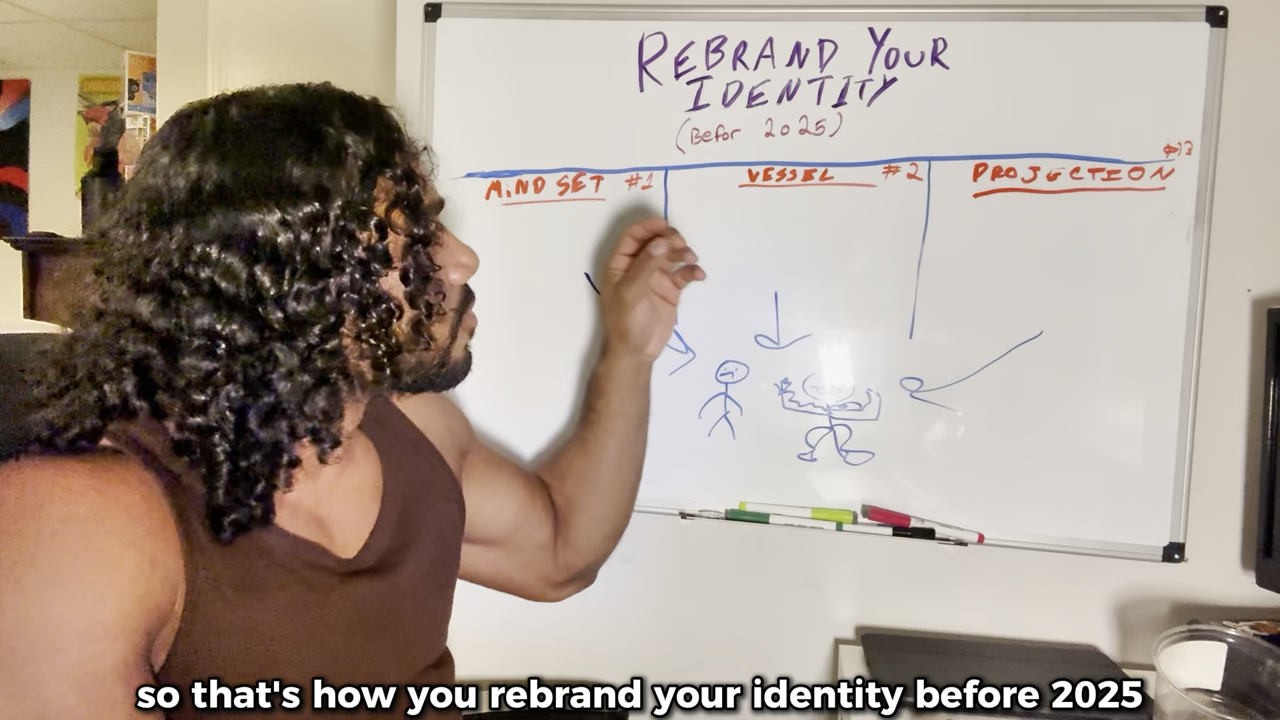 REBRAND YOUR
IDENTITY
(Befor 2025)
MiND SET #1
VESSEL #2
PROJECTION #3
so that's how you rebrand your identity before 2025